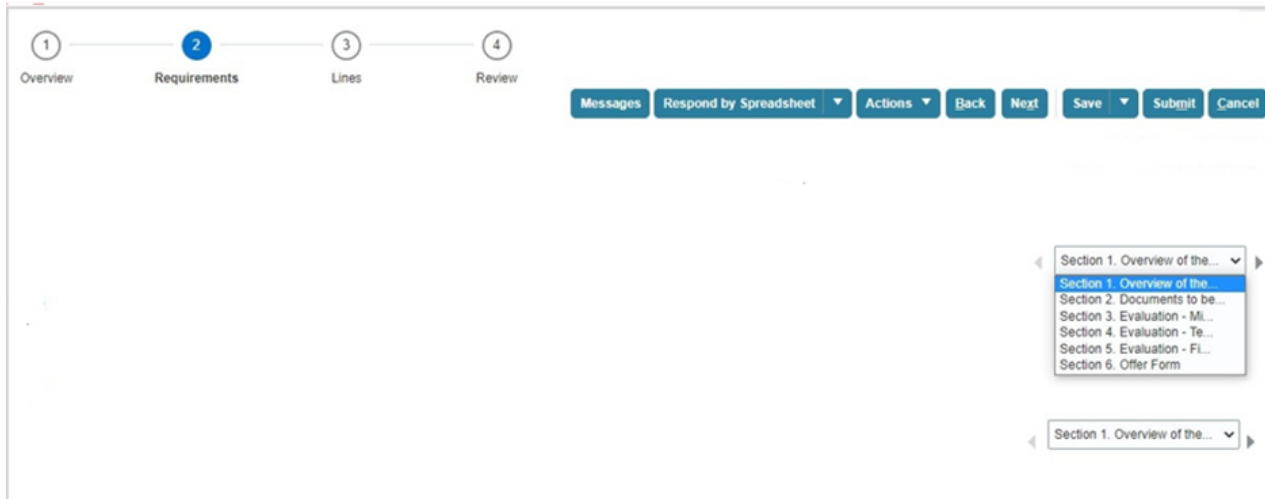 1 2 3 4
Overview Requirements Lines Review
Messages Respond by Spreadsheet Actions Back Next Save Submit Cancel
Section 1. Overview of the...
Section 1. Overview of the...
Section 2. Documents to be...
Section 3. Evaluation - Mi...
Section 4. Evaluation - Te...
Section 5. Evaluation - Fi...
Section 6. Offer Form
Section 1. Overview of the...